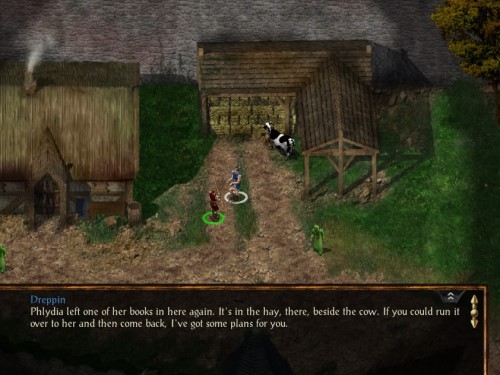 Dreppin
Phlydia left one of her books in here again. It's in the hay, there, beside the cow. If you could run it
over to her and then come back, I've got some plans for you.